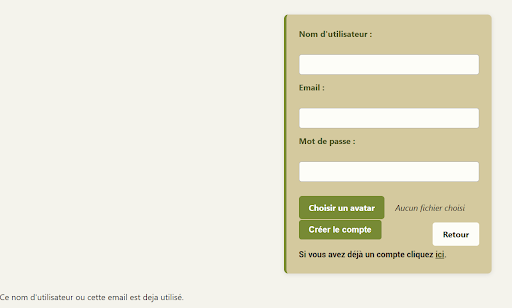 Nom d'utilisateur :
Email :
Mot de passe :
Choisir un avatar Aucun fichier choisi
Créer le compte
Retour
Si vous avez déjà un compte cliquez ici.
Ce nom d'utilisateur ou cette email est deja utilisé.